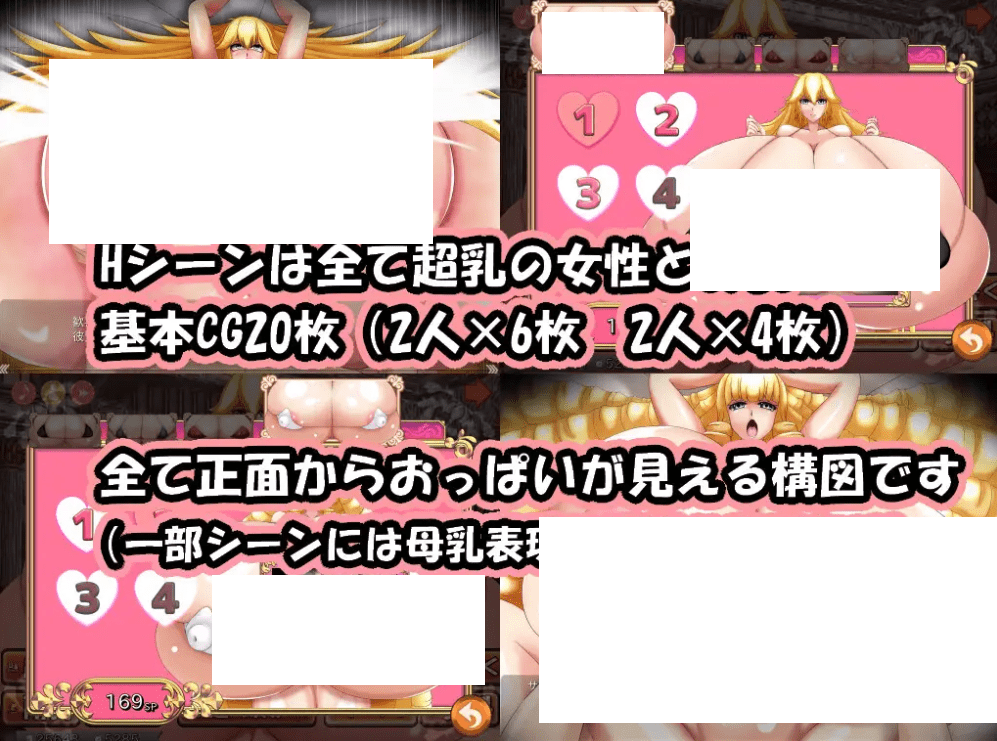 1 2
3 4
Hシーンは全て超乳の女性と
基本CG20枚（2人×6枚　2人×4枚）
全て正面からおっぱいが見える構図です
（一部シーンには母乳表現
1
3 4
169SP